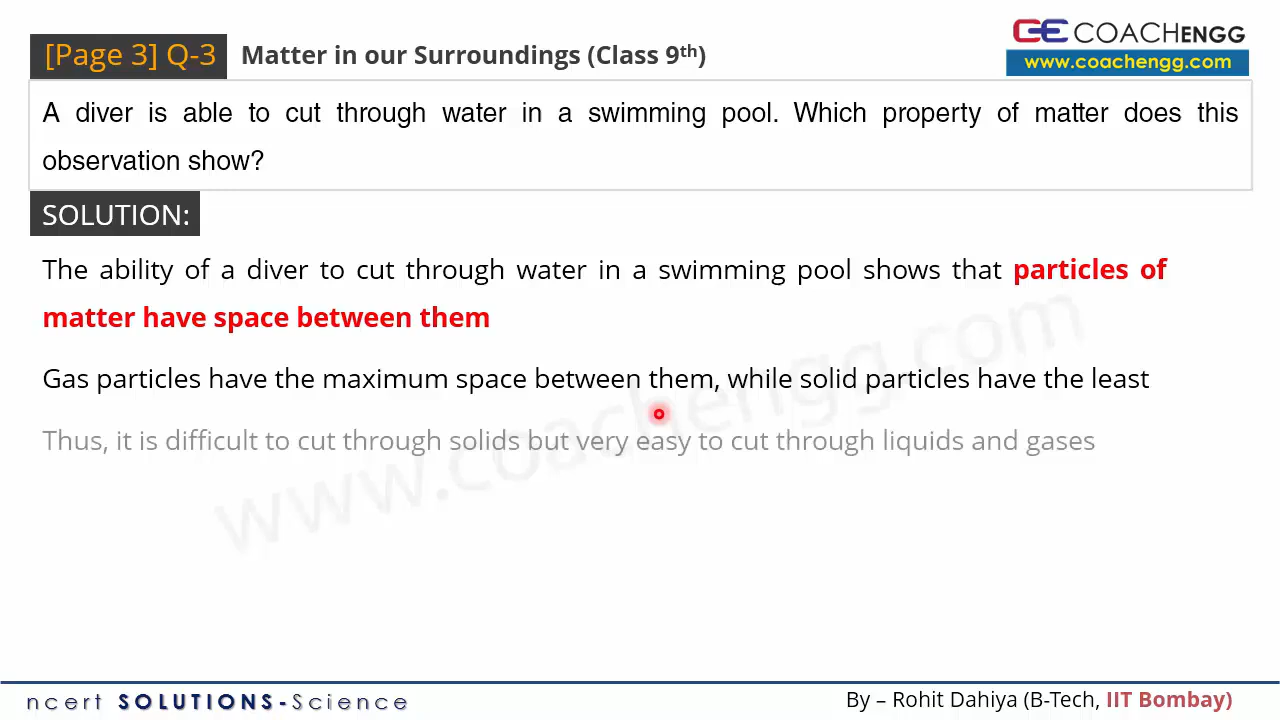 [Page 3] Q-3 Matter in our Surroundings (Class 9th)
GE COACHENGG
www.coachengg.com
A diver is able to cut through water in a swimming pool. Which property of matter does this
observation show?
SOLUTION:
The ability of a diver to cut through water in a swimming pool shows that particles of
matter have space between them
Gas particles have the maximum space between them, while solid particles have the least
Thus, it is difficult to cut through solids but very easy to cut through liquids and gases
www.coachengg.com
ncert SOLUTIONS-Science
By – Rohit Dahiya (B-Tech, IIT Bombay)